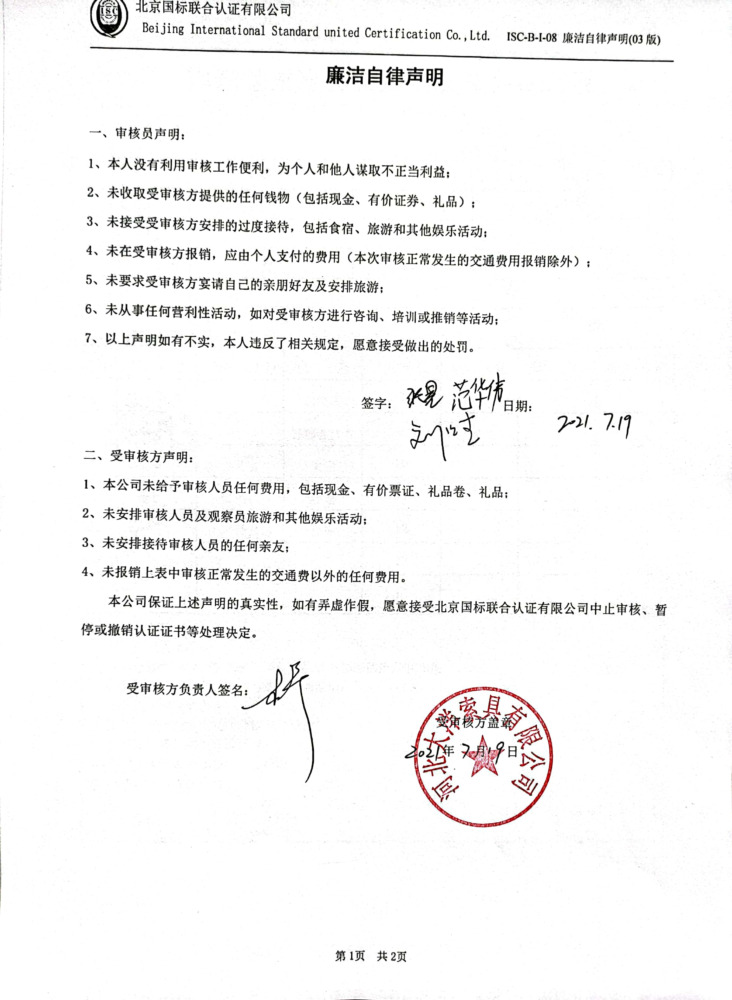 ISC
北京国标联合认证有限公司
Beijing International Standard united Certification Co.,Ltd. ISC-B-I-08 廉洁自律声明(03 版)
廉洁自律声明
一、审核员声明：
1、本人没有利用审核工作便利，为个人和他人谋取不正当利益；
2、未收取受审核方提供的任何钱物（包括现金、有价证券、礼品）；
3、未接受受审核方安排的过度接待，包括食宿、旅游和其他娱乐活动；
4、未在受审核方报销，应由个人支付的费用（本次审核正常发生的交通费用报销除外）；
5、未要求受审核方宴请自己的亲朋好友及安排旅游；
6、未从事任何营利性活动，如对受审核方进行咨询、培训或推销等活动；
7、以上声明如有不实，本人违反了相关规定，愿意接受做出的处罚。
签字： 范华倩 日期：
2021. 7.19
二、受审核方声明：
1、本公司未给予审核人员任何费用，包括现金、有价票证、礼品卷、礼品；
2、未安排审核人员及观察员旅游和其他娱乐活动；
3、未安排接待审核人员的任何亲友；
4、未报销上表中审核正常发生的交通费以外的任何费用。
本公司保证上述声明的真实性，如有弄虚作假，愿意接受北京国标联合认证有限公司中止审核、暂
停或撤销认证证书等处理决定。
受审核方负责人签名：
受审核方盖章
2021年 7月19日
河北大洋索具有限公司
第 1页 共 2页